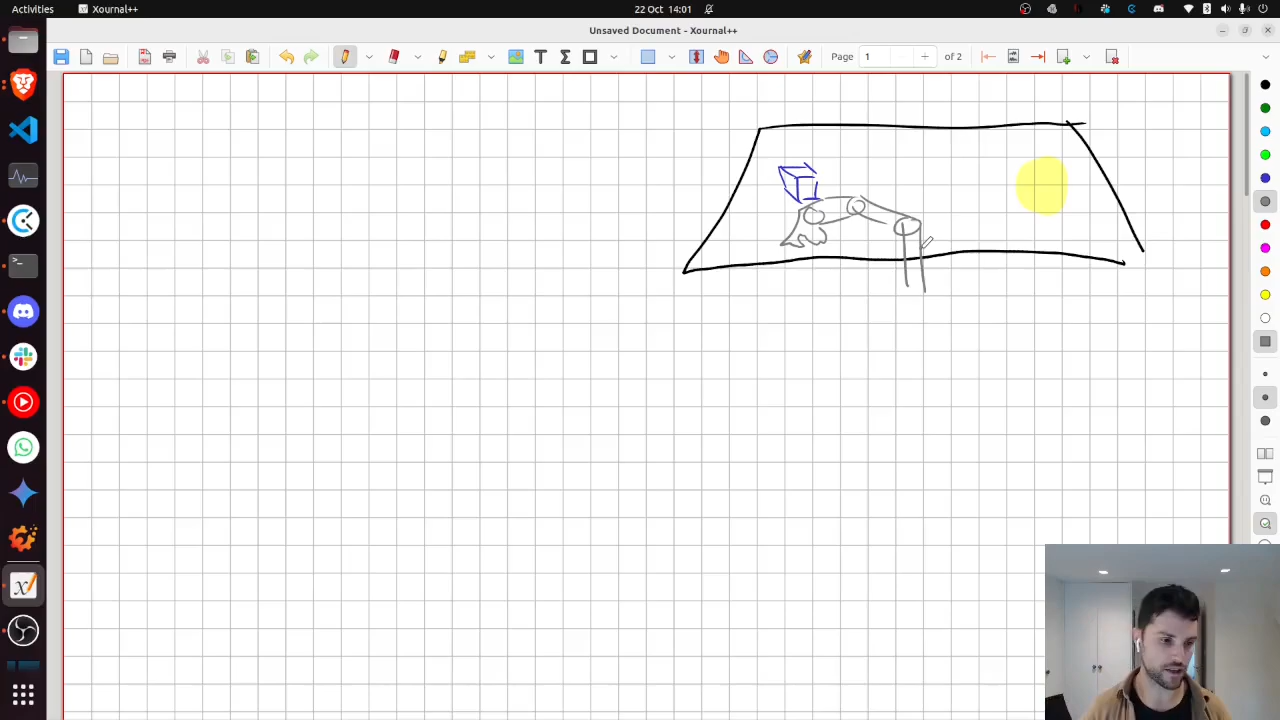 Activities Xournal++ 22 Oct 14:01
Unsaved Document - Xournal++
Page 1 of 2